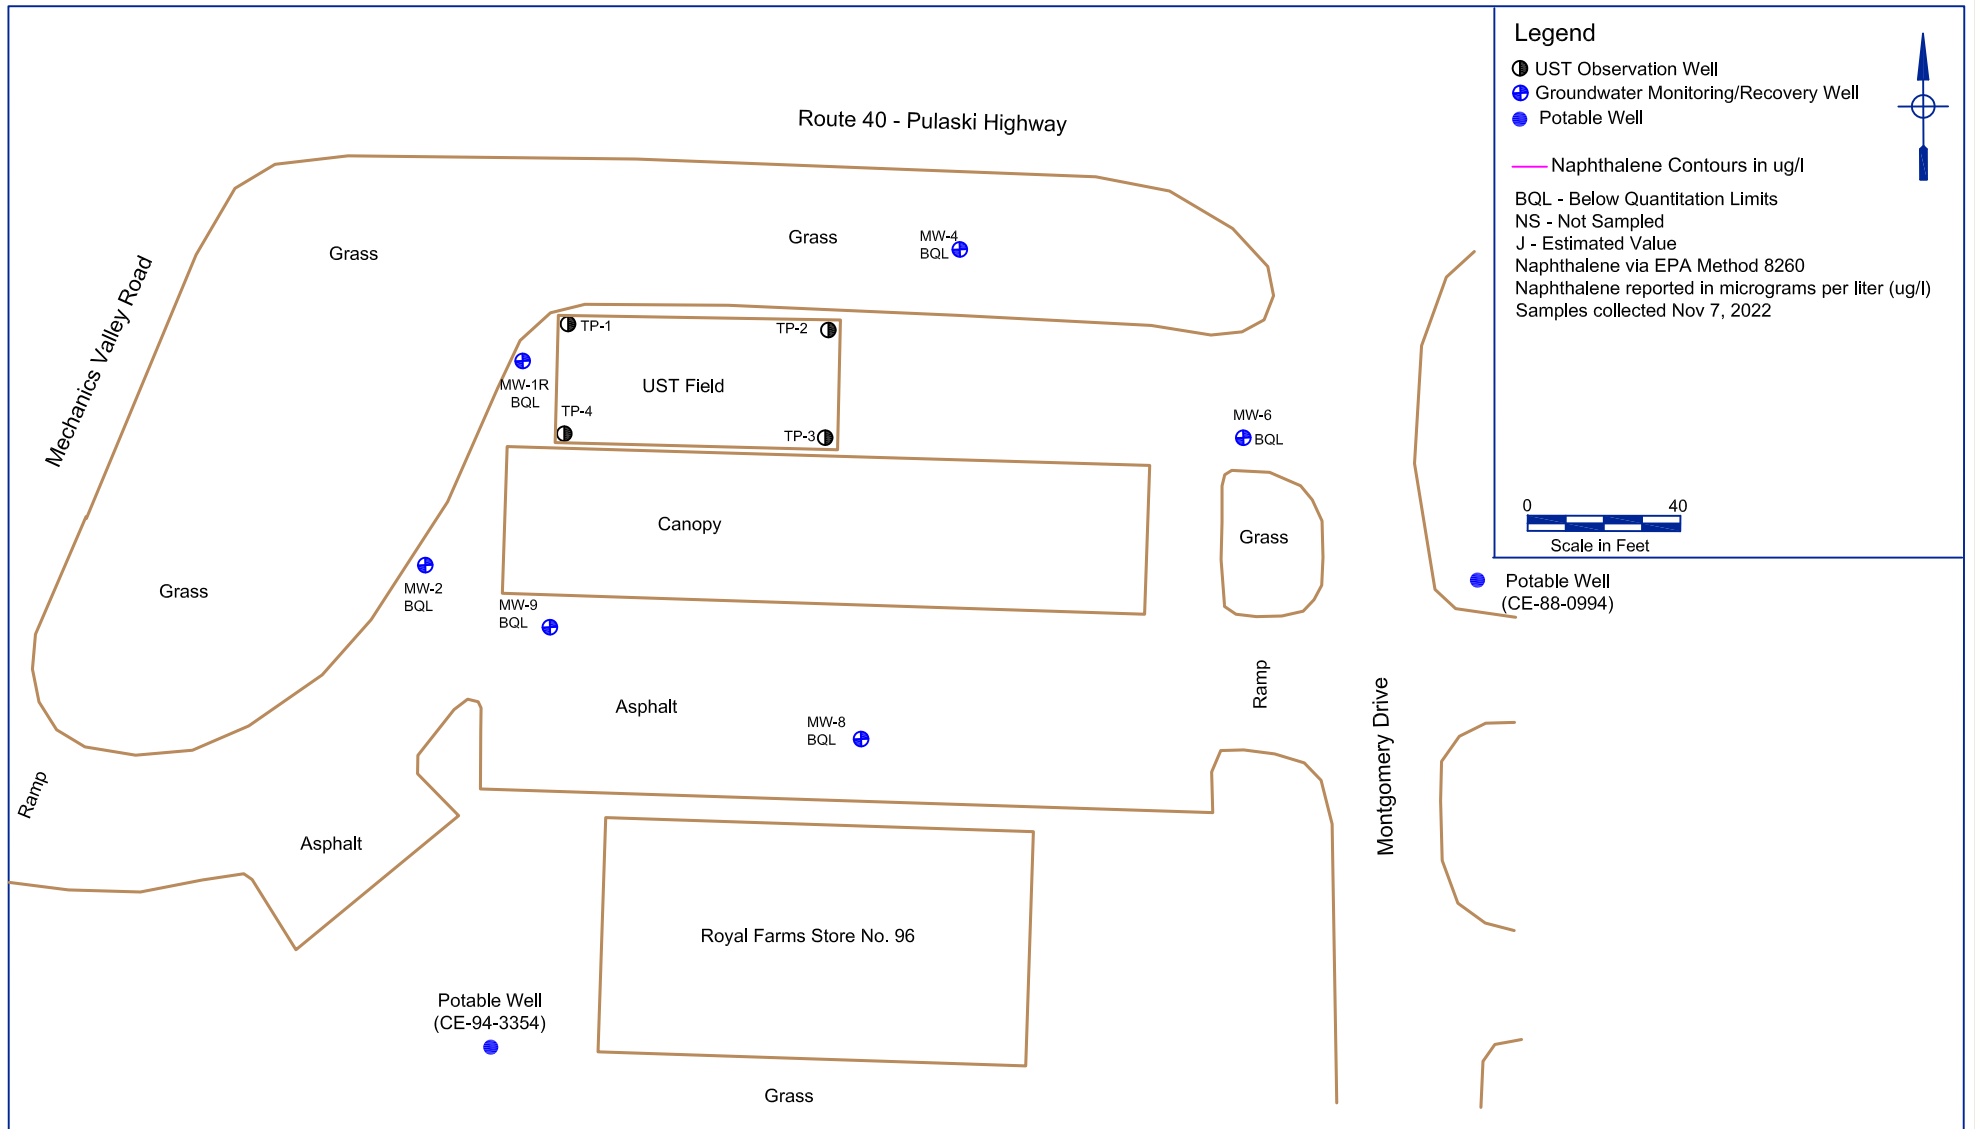 Legend
UST Observation Well
Groundwater Monitoring/Recovery Well
Potable Well
Naphthalene Contours in ug/l
BQL - Below Quantitation Limits
NS - Not Sampled
J - Estimated Value
Naphthalene via EPA Method 8260
Naphthalene reported in micrograms per liter (ug/l)
Samples collected Nov 7, 2022
0 40
Scale in Feet
Route 40 - Pulaski Highway
Mechanics Valley Road
Grass
Grass
MW-4
BQL
TP-1
TP-2
MW-1R
BQL
UST Field
TP-4
TP-3
MW-6
BQL
Canopy
Grass
Grass
MW-2
BQL
MW-9
BQL
Potable Well
(CE-88-0994)
Ramp
Asphalt
MW-8
BQL
Montgomery Drive
Ramp
Asphalt
Royal Farms Store No. 96
Potable Well
(CE-94-3354)
Grass